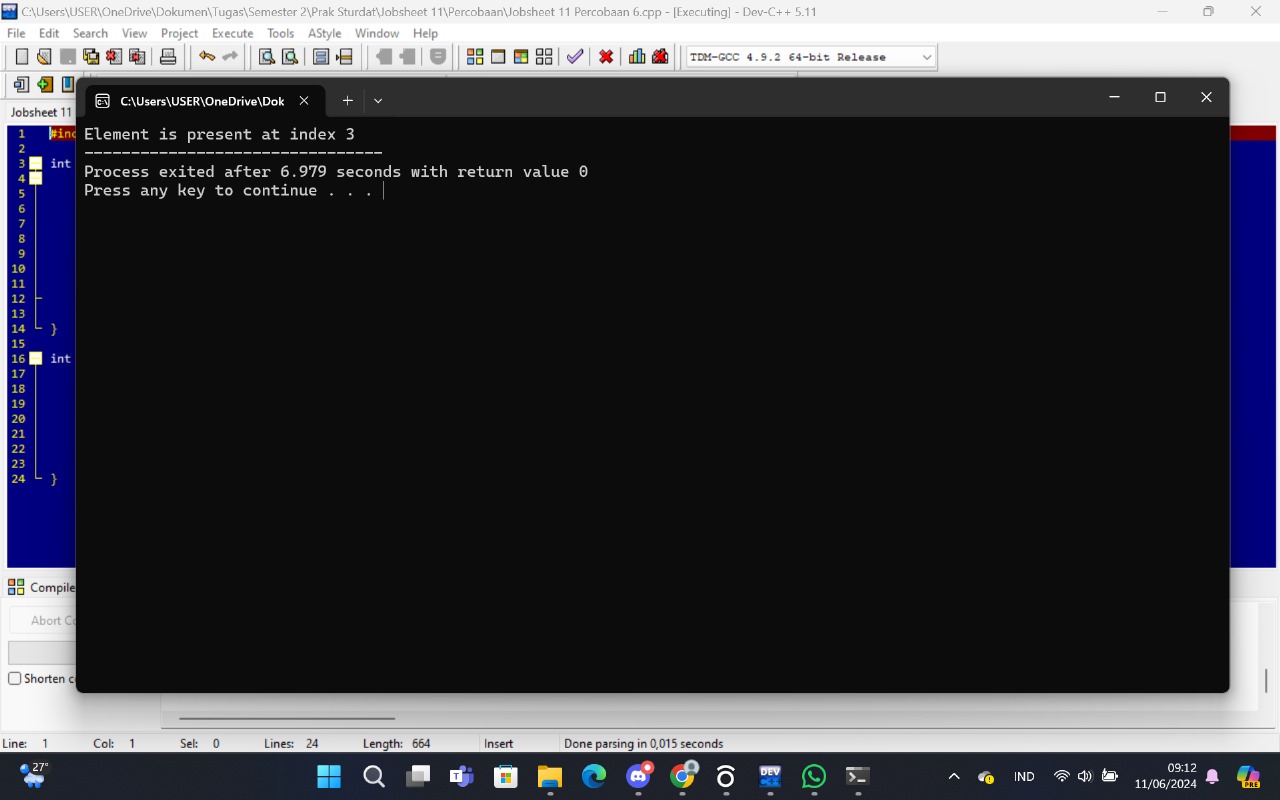 C:\Users\USER\OneDrive\Dokumen\Tugas\Semester 2\Prak Sturdat\Jobsheet 11\Percobaan\Jobsheet 11 Percobaan 6.cpp - [Executing] - Dev-C++ 5.11
File Edit Search View Project Execute Tools AStyle Window Help
TDM-GCC 4.9.2 64-bit Release
Jobsheet 11
C:\Users\USER\OneDrive\Dok
Element is present at index 3
--------------------------------
Process exited after 6.979 seconds with return value 0
Press any key to continue . . .
1 #inc
2
3 int
4
5
6
7
8
9
10
11
12
13
14 }
15
16 int
17
18
19
20
21
22
23
24 }
Compile
Abort Co
Shorten c
Line: 1 Col: 1 Sel: 0 Lines: 24 Length: 664 Insert Done parsing in 0,015 seconds
27°
DEV
IND
09:12
11/06/2024
PRE